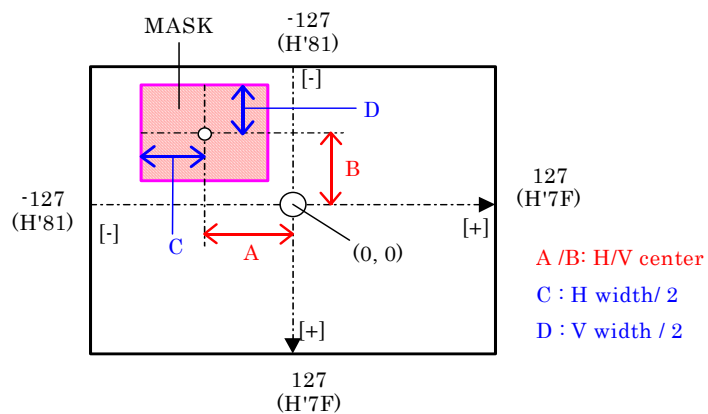 MASK
-127
(H'81)
[-]
D
B
-127
(H'81)
127
(H'7F)
[-]
[+]
C
A
(0, 0)
A /B: H/V center
C : H width/ 2
D : V width / 2
[+]
127
(H'7F)